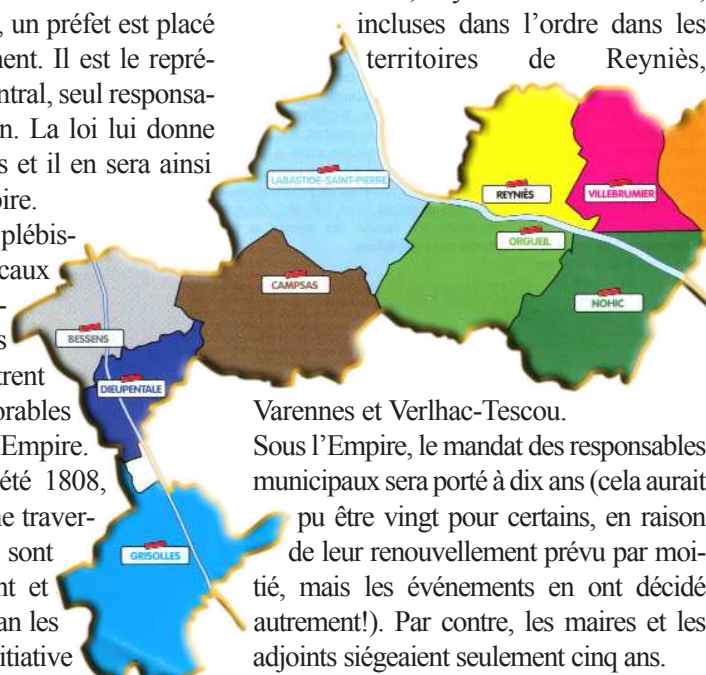 , un préfet est placé
ment. Il est le repré-
ntral, seul responsa-
n. La loi lui donne
s et il en sera ainsi
oire.
plébis-
caux
-
s
trent
orables
Empire.
été 1808,
ne traver-
sont
nt et
an les
itiative
incluses dans l’ordre dans les
territoires de Reyniès,
LABASTIDE-SAINT-PIERRE
REYNIÈS
VILLEBRUMIER
ORGUEIL
CAMPSAS
NOHIC
BESSENS
DIEUPENTALE
GRISOLLES
Varennes et Verlhac-Tescou.
Sous l’Empire, le mandat des responsables
municipaux sera porté à dix ans (cela aurait
pu être vingt pour certains, en raison
de leur renouvellement prévu par moi-
tié, mais les événements en ont décidé
autrement!). Par contre, les maires et les
adjoints siégeaient seulement cinq ans.